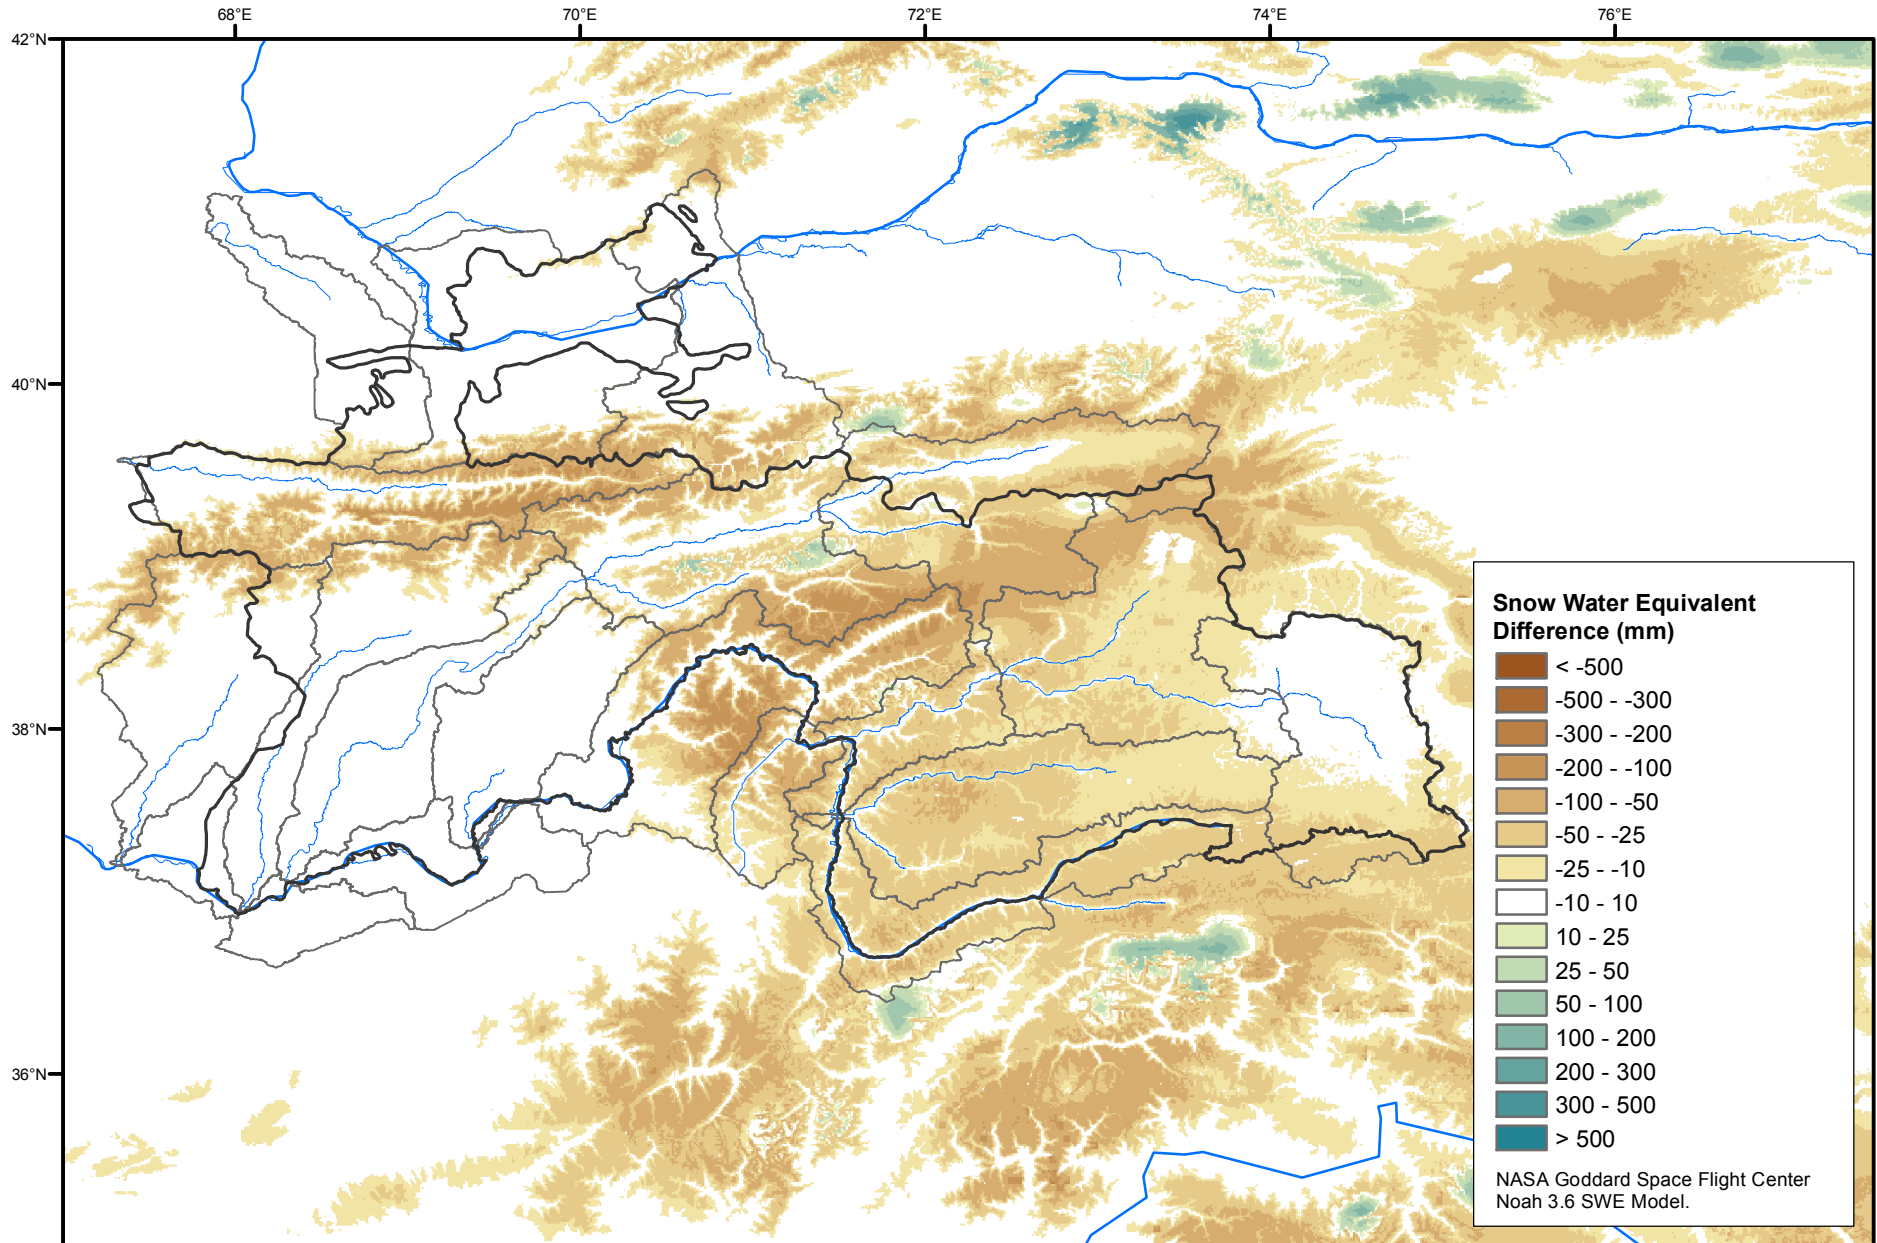 68°E
70°E
72°E
74°E
76°E
42°N
40°N
38°N
36°N
Snow Water Equivalent
Difference (mm)
< -500
-500 - -300
-300 - -200
-200 - -100
-100 - -50
-50 - -25
-25 - -10
-10 - 10
10 - 25
25 - 50
50 - 100
100 - 200
200 - 300
300 - 500
> 500
NASA Goddard Space Flight Center
Noah 3.6 SWE Model.